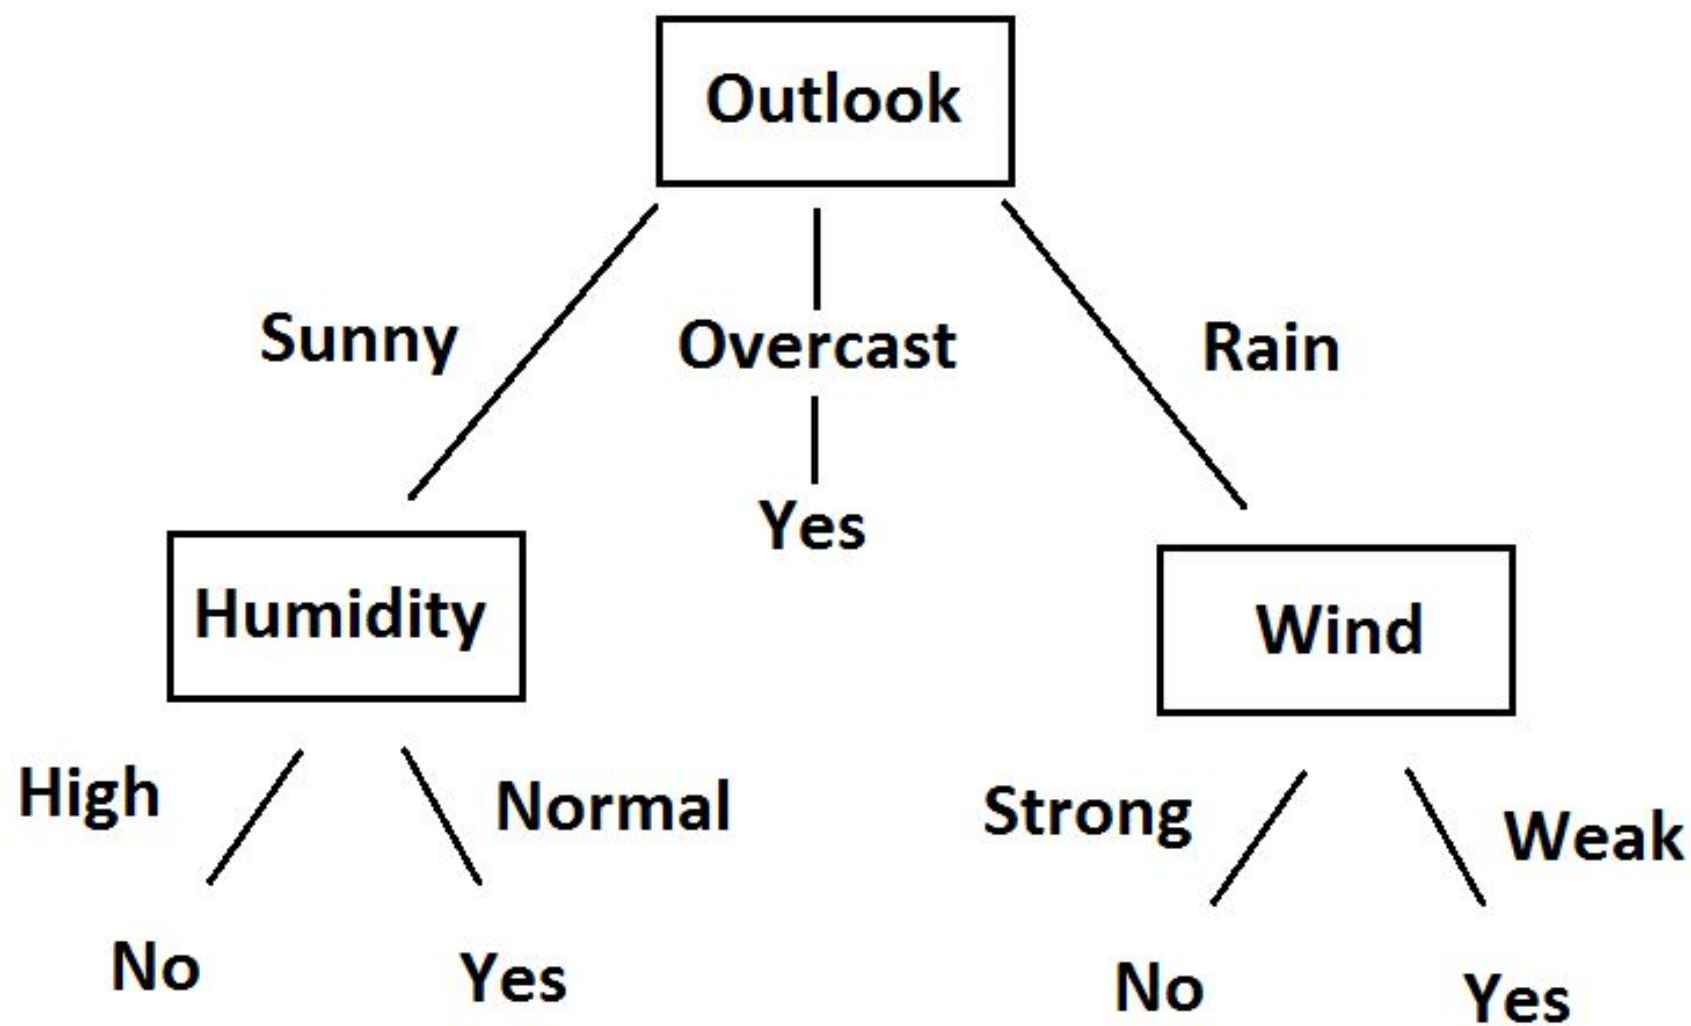 Outlook
Sunny
Overcast
Rain
Yes
Humidity
Wind
High
Normal
Strong
Weak
No
Yes
No
Yes